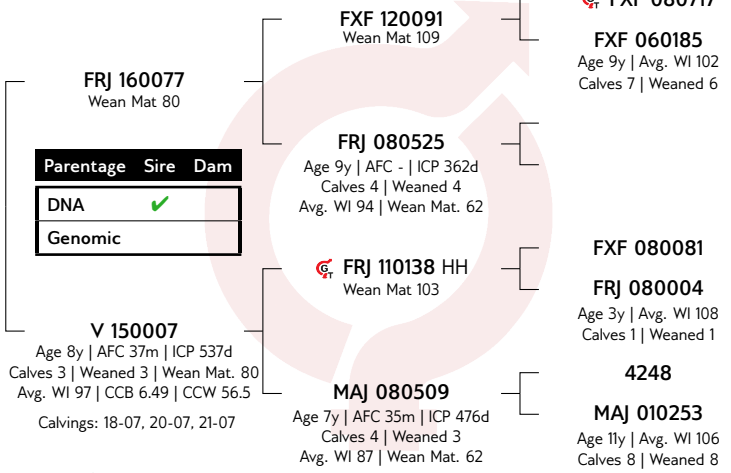 FXF 080717
FXF 120091
Wean Mat 109
FXF 060185
Age 9y | Avg. WI 102
Calves 7 | Weaned 6
FRJ 160077
Wean Mat 80
FRJ 080525
Age 9y | AFC - | ICP 362d
Calves 4 | Weaned 4
Avg. WI 94 | Wean Mat. 62
Parentage Sire Dam
DNA ✔
Genomic
GT FRJ 110138 HH
Wean Mat 103
FXF 080081
FRJ 080004
Age 3y | Avg. WI 108
Calves 1 | Weaned 1
V 150007
Age 8y | AFC 37m | ICP 537d
Calves 3 | Weaned 3 | Wean Mat. 80
Avg. WI 97 | CCB 6.49 | CCW 56.5
Calvings: 18-07, 20-07, 21-07
MAJ 080509
Age 7y | AFC 35m | ICP 476d
Calves 4 | Weaned 3
Avg. WI 87 | Wean Mat. 62
4248
MAJ 010253
Age 11y | Avg. WI 106
Calves 8 | Weaned 8